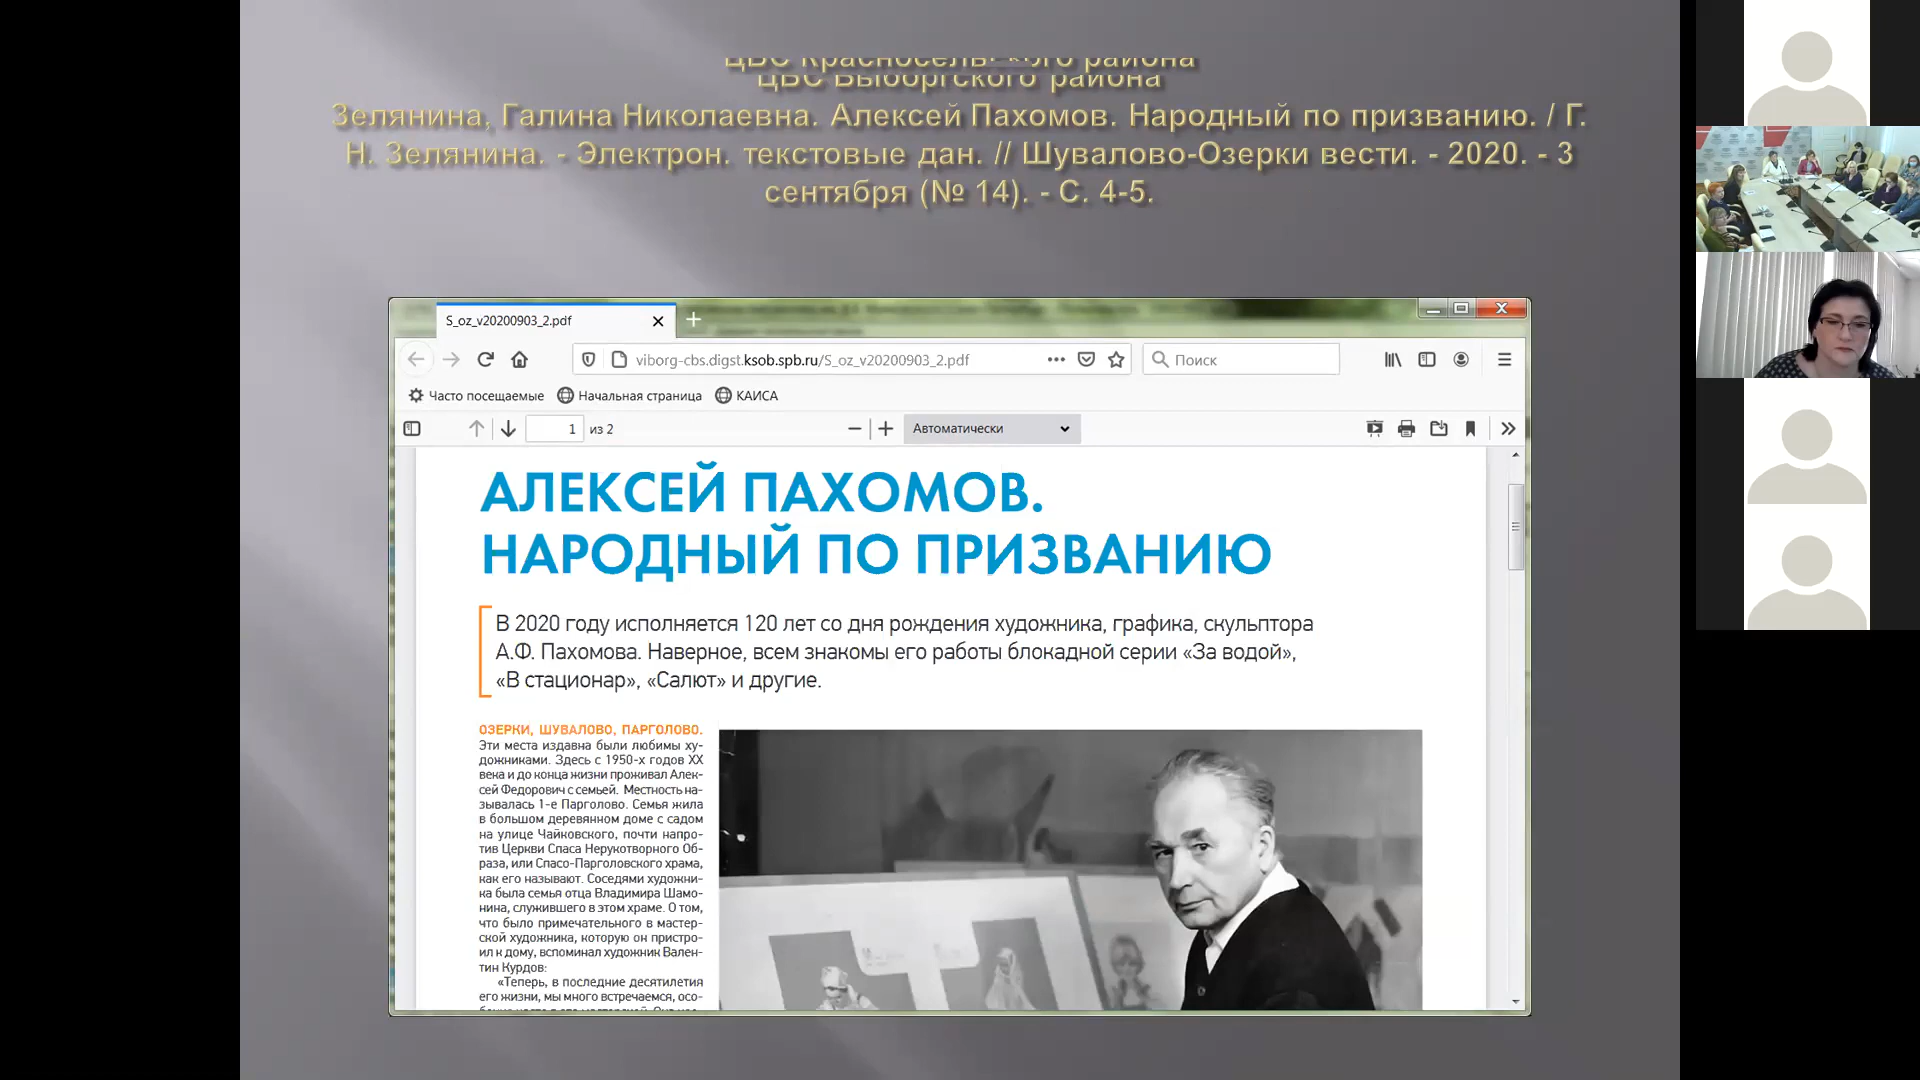 ЦБС Красносельского района
ЦБС Выборгского района
Зелянина, Галина Николаевна. Алексей Пахомов. Народный по призванию. / Г.
Н. Зелянина. - Электрон. текстовые дан. // Шувалово-Озерки вести. - 2020. - 3
сентября (№ 14). - С. 4-5.
S_oz_v20200903_2.pdf
viborg-cbs.digst.ksob.spb.ru/S_oz_v20200903_2.pdf
Поиск
Часто посещаемые
Начальная страница
КАИСА
1 из 2
Автоматически
АЛЕКСЕЙ ПАХОМОВ.
НАРОДНЫЙ ПО ПРИЗВАНИЮ
В 2020 году исполняется 120 лет со дня рождения художника, графика, скульптора
А.Ф. Пахомова. Наверное, всем знакомы его работы блокадной серии «За водой»,
«В стационар», «Салют» и другие.
ОЗЕРКИ, ШУВАЛОВО, ПАРГОЛОВО.
Эти места издавна были любимы ху-
дожниками. Здесь с 1950-х годов XX
века и до конца жизни проживал Алек-
сей Федорович с семьей. Местность на-
зывалась 1-е Парголово. Семья жила
в большом деревянном доме с садом
на улице Чайковского, почти напро-
тив Церкви Спаса Нерукотворного Об-
раза, или Спасо-Парголовского храма,
как его называют. Соседями художни-
ка была семья отца Владимира Шамо-
нина, служившего в этом храме. О том,
что было примечательного в мастер-
ской художника, которую он пристро-
ил к дому, вспоминал художник Вален-
тин Курдов:
«Теперь, в последние десятилетия
его жизни, мы много встречаемся, осо-